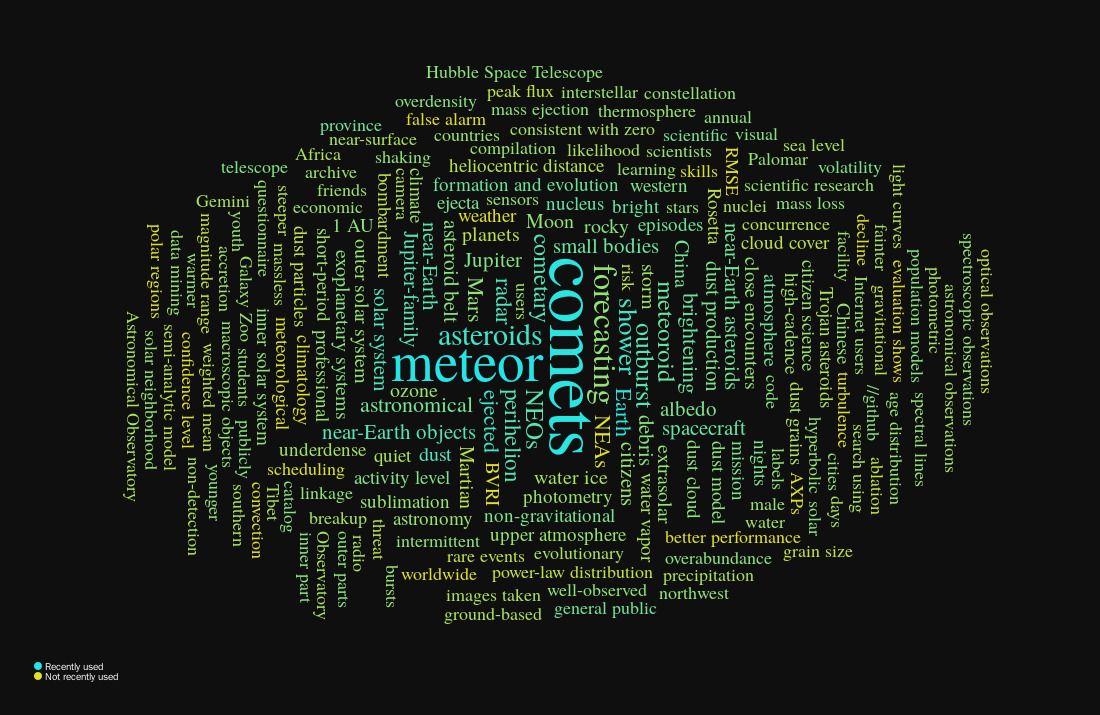 Hubble Space Telescope
peak flux
interstellar
constellation
overdensity
mass ejection
thermosphere
annual
false alarm
province
countries
consistent with zero
scientific
visual
near-surface
compilation
likelihood
scientists
sea level
Africa
shaking
RMSE
Palomar
telescope
archive
heliocentric distance
learning
skills
volatility
friends
formation and evolution
western
scientific research
Gemini
economic
ejecta
sensors
nucleus
bright
stars
nuclei
mass loss
1 AU
weather
Moon
rocky
episodes
concurrence
planets
small bodies
cloud cover
Jupiter
camera
climate
bombardment
questionnaire
steeper
light curves
Rosetta
polar regions
data mining
warmer
magnitude range
youth
accretion
Galaxy Zoo
massless
dust particles
short-period
exoplanetary systems
outer solar system
solar system
Jupiter-family
near-Earth
asteroid belt
Mars
radar
users
cometary
comets
forecasting
risk
shower
storm
outburst
meteoroid
China
brightening
dust production
near-Earth asteroids
close encounters
atmosphere
code
high-cadence
citizen science
Trojan asteroids
facility
Chinese
Internet users
decline
gravitational
fainter
evaluation shows
population models
photometric
astronomical observations
spectroscopic observations
optical observations
asteroids
meteor
Astronomical Observatory
solar neighborhood
semi-analytic model
confidence level
weighted mean
macroscopic objects
students
inner solar system
meteorological
climatology
professional
ozone
astronomical
ejected
perihelion
NEOs
NEAs
Earth
citizens
debris
albedo
spacecraft
dust grains
hyperbolic
turbulence
//github
age distribution
spectral lines
near-Earth objects
underdense
quiet
dust
Martian
BVRI
water ice
water vapor
extrasolar
dust cloud
dust model
mission
nights
labels
AXPs
solar
cities
days
search using
ablation
scheduling
non-detection
younger
publicly
southern
convection
Tibet
catalog
activity level
linkage
sublimation
photometry
male
water
breakup
astronomy
non-gravitational
threat
intermittent
upper atmosphere
better performance
inner part
Observatory
outer parts
radio
bursts
rare events
evolutionary
overabundance
grain size
worldwide
power-law distribution
precipitation
images taken
well-observed
northwest
ground-based
general public
Recently used
Not recently used